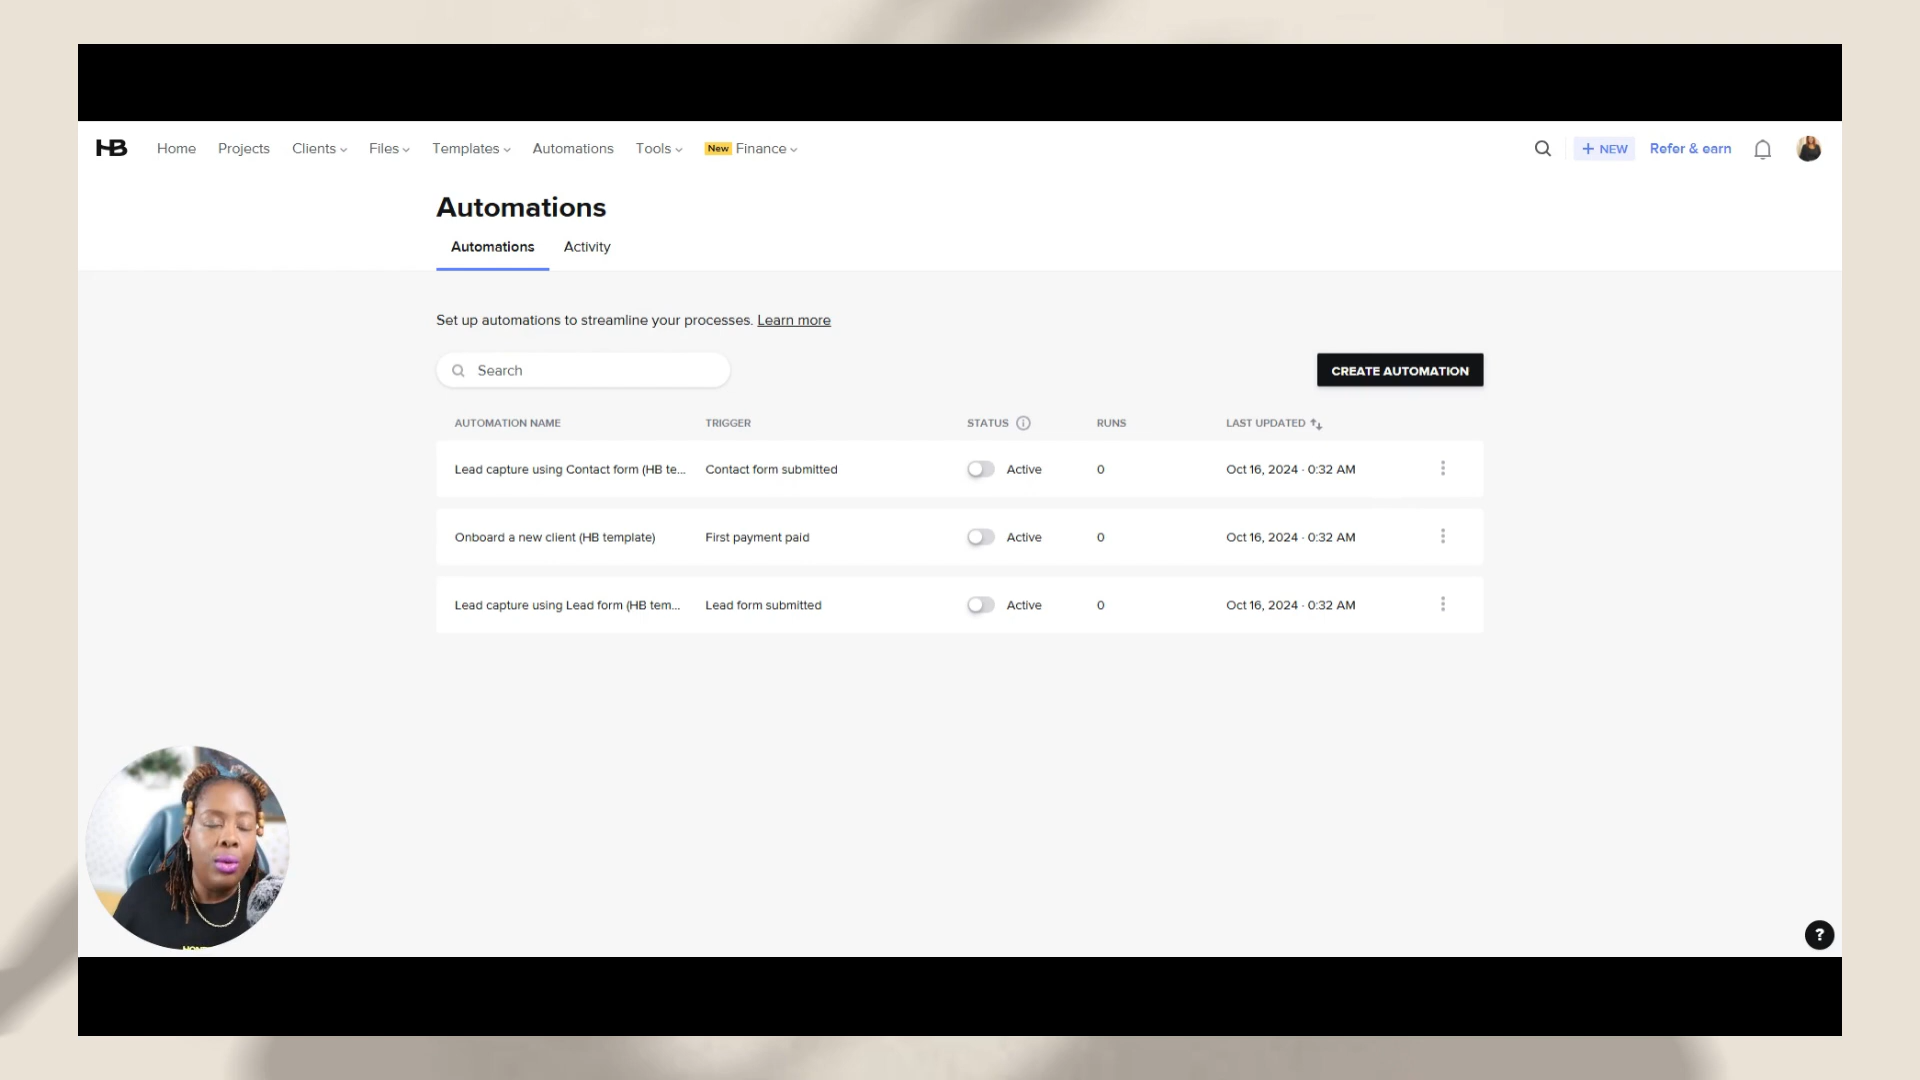 HB Home Projects Clients Files Templates Automations Tools New Finance + NEW Refer & earn
Automations
Automations Activity
Set up automations to streamline your processes. Learn more
Search CREATE AUTOMATION
AUTOMATION NAME TRIGGER STATUS RUNS LAST UPDATED
Lead capture using Contact form (HB te... Contact form submitted Active 0 Oct 16, 2024 · 0:32 AM
Onboard a new client (HB template) First payment paid Active 0 Oct 16, 2024 · 0:32 AM
Lead capture using Lead form (HB tem... Lead form submitted Active 0 Oct 16, 2024 · 0:32 AM
?